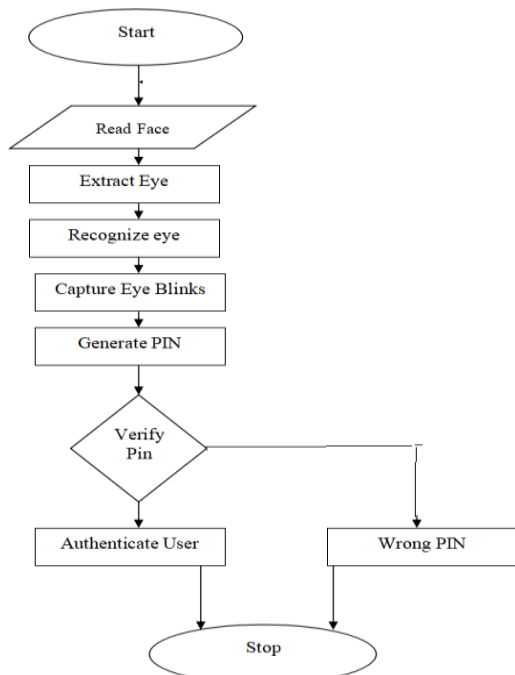 Start
Read Face
Extract Eye
Recognize eye
Capture Eye Blinks
Generate PIN
Verify
Pin
Authenticate User
Wrong PIN
Stop